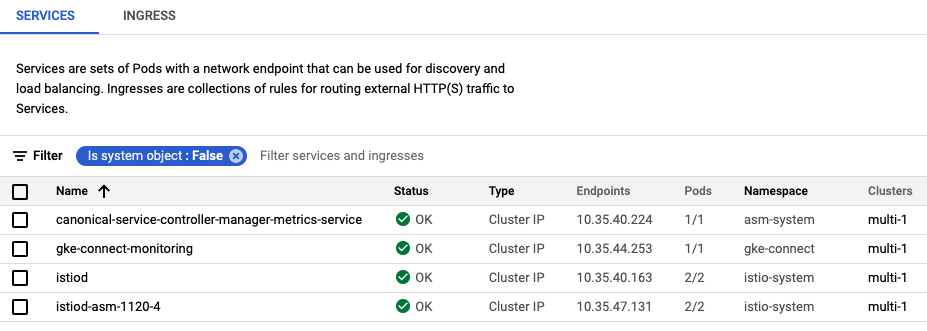 SERVICES INGRESS
Services are sets of Pods with a network endpoint that can be used for discovery and
load balancing. Ingresses are collections of rules for routing external HTTP(S) traffic to
Services.
Filter Is system object : False Filter services and ingresses
Name Status Type Endpoints Pods Namespace Clusters
canonical-service-controller-manager-metrics-service OK Cluster IP 10.35.40.224 1/1 asm-system multi-1
gke-connect-monitoring OK Cluster IP 10.35.44.253 1/1 gke-connect multi-1
istiod OK Cluster IP 10.35.40.163 2/2 istio-system multi-1
istiod-asm-1120-4 OK Cluster IP 10.35.47.131 2/2 istio-system multi-1